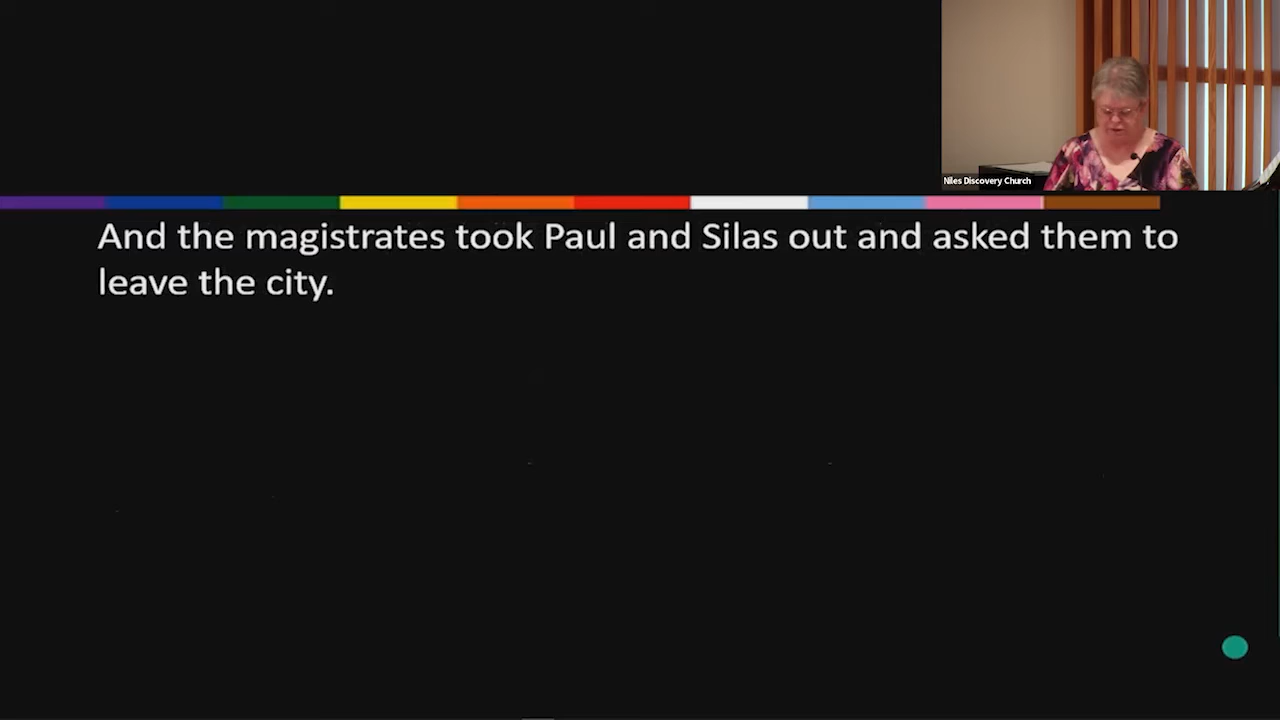 Niles Discovery Church
And the magistrates took Paul and Silas out and asked them to
leave the city.